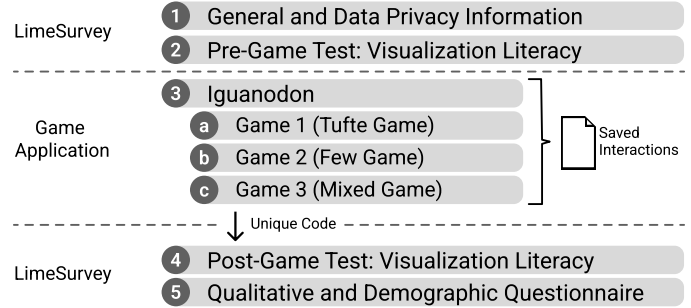 LimeSurvey
1 General and Data Privacy Information
2 Pre-Game Test: Visualization Literacy
Game
Application
3 Iguanodon
a Game 1 (Tufte Game)
b Game 2 (Few Game)
c Game 3 (Mixed Game)
Saved
Interactions
Unique Code
LimeSurvey
4 Post-Game Test: Visualization Literacy
5 Qualitative and Demographic Questionnaire